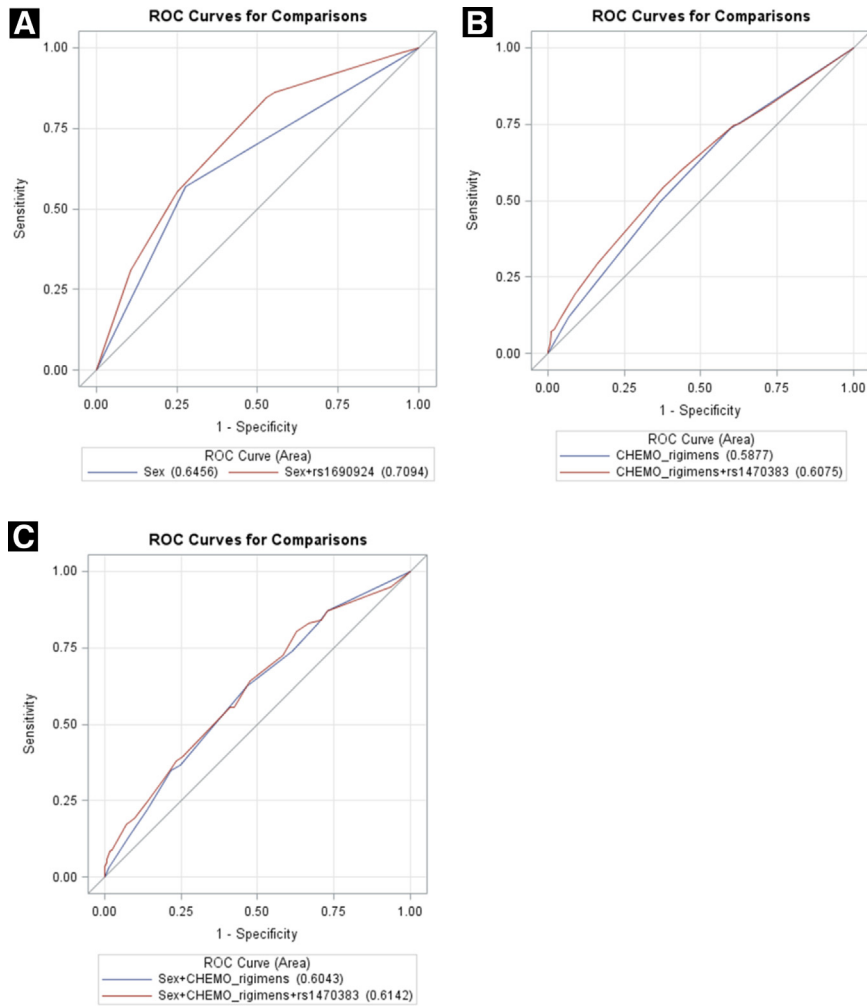 A
ROC Curves for Comparisons
1.00
0.75
0.50
0.25
0.00
Sensitivity
0.00 0.25 0.50 0.75 1.00
1 - Specificity
ROC Curve (Area)
Sex (0.6456) Sex+rs1690924 (0.7094)
B
ROC Curves for Comparisons
1.00
0.75
0.50
0.25
0.00
Sensitivity
0.00 0.25 0.50 0.75 1.00
1 - Specificity
ROC Curve (Area)
CHEMO_rigimens (0.5877)
CHEMO_rigimens+rs1470383 (0.6075)
C
ROC Curves for Comparisons
1.00
0.75
0.50
0.25
0.00
Sensitivity
0.00 0.25 0.50 0.75 1.00
1 - Specificity
ROC Curve (Area)
Sex+CHEMO_rigimens (0.6043)
Sex+CHEMO_rigimens+rs1470383 (0.6142)